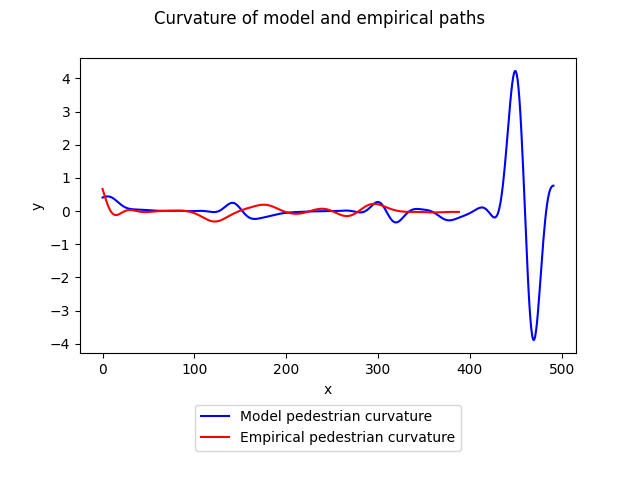 Curvature of model and empirical paths
4
3
2
1
0
−1
−2
−3
−4
y
0 100 200 300 400 500
x
Model pedestrian curvature
Empirical pedestrian curvature